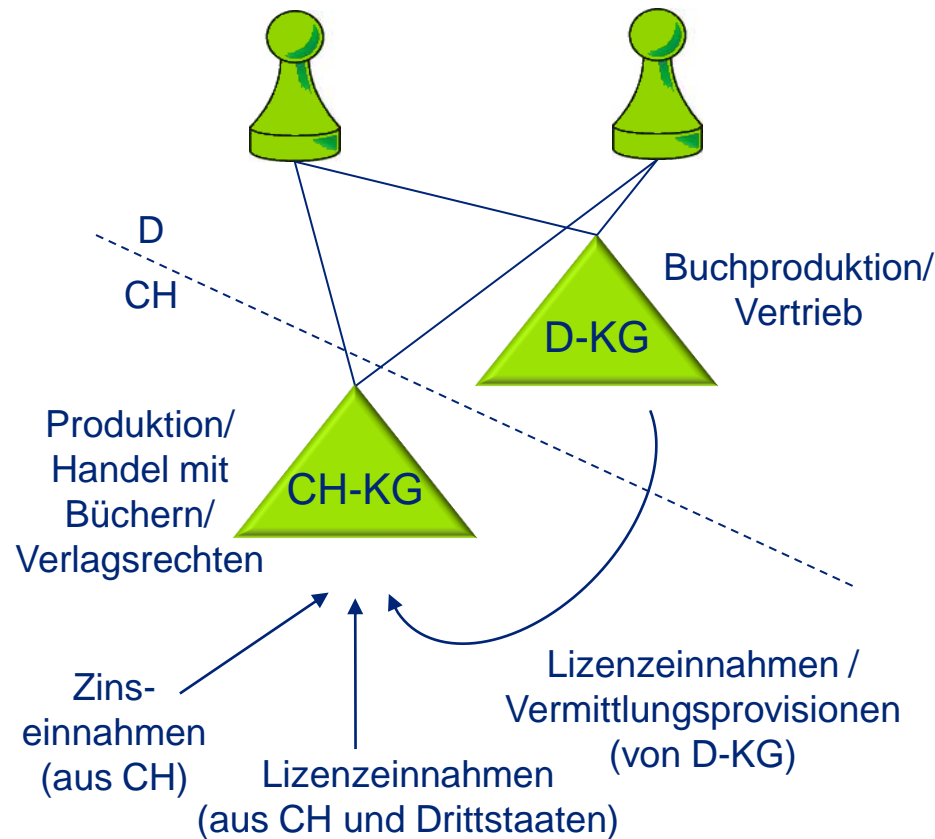 D
CH
Buchproduktion/
Vertrieb
D-KG
Produktion/
Handel mit
Büchern/
Verlagsrechten
CH-KG
Zins-
einnahmen
(aus CH)
Lizenzeinnahmen
(aus CH und Drittstaaten)
Lizenzeinnahmen /
Vermittlungsprovisionen
(von D-KG)